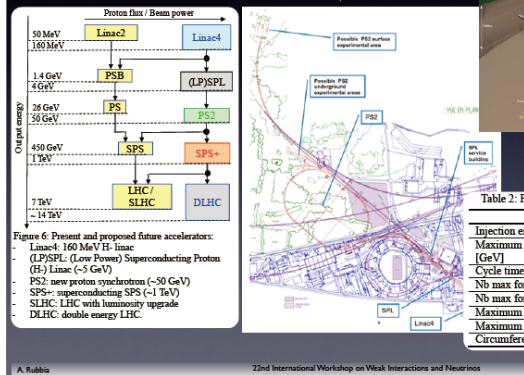 Proton flux / Beam power
Output energy
50 MeV
160 MeV
1.4 GeV
4 GeV
26 GeV
50 GeV
450 GeV
1 TeV
7 TeV
~ 14 TeV
Linac2
Linac4
PSB
(LP)SPL
PS
PS2
SPS
SPS+
LHC /
SLHC
DLHC
Figure 6: Present and proposed future accelerators:
- Linac4: 160 MeV H- linac
- (LP)SPL: (Low Power) Superconducting Proton
(H-) Linac (~5 GeV)
- PS2: new proton synchrotron (~50 GeV)
- SPS+: superconducting SPS (~1 TeV)
- SLHC: LHC with luminosity upgrade
- DLHC: double energy LHC.
Possible PS2 surface
experimental area
Possible PS2
underground
experimental areas
PS2
VUE EN PLAN
SPL
service
building
SPL
Linac4
Table 2:
Injection
Maximum
[GeV]
Cycle time
Nb max
Nb max
Maximum
Maximum
A. Rubbia
22nd International Workshop on Weak Interactions and Neutrinos